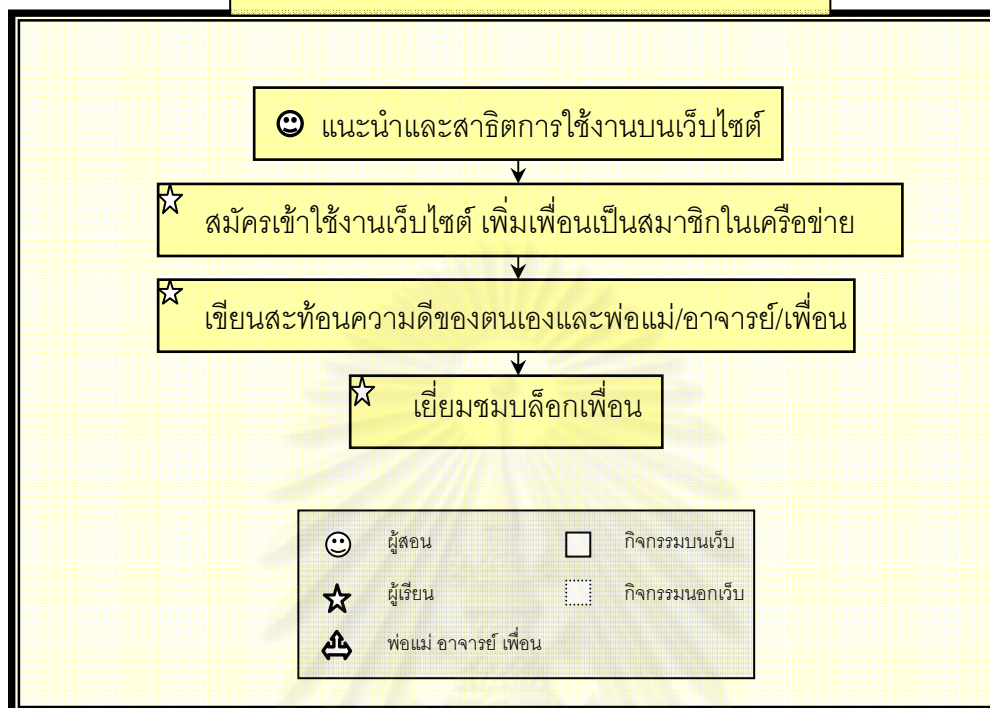 แนะนำและสาธิตการใช้งานบนเว็บไซต์
สมัครเข้าใช้งานเว็บไซต์ เพิ่มเพื่อนเป็นสมาชิกในเครือข่าย
เขียนสะท้อนความดีของตนเองและพ่อแม่/อาจารย์/เพื่อน
เยี่ยมชมบล็อกเพื่อน
ผู้สอน กิจกรรมบนเว็บ
ผู้เรียน กิจกรรมนอกเว็บ
พ่อแม่ อาจารย์ เพื่อน